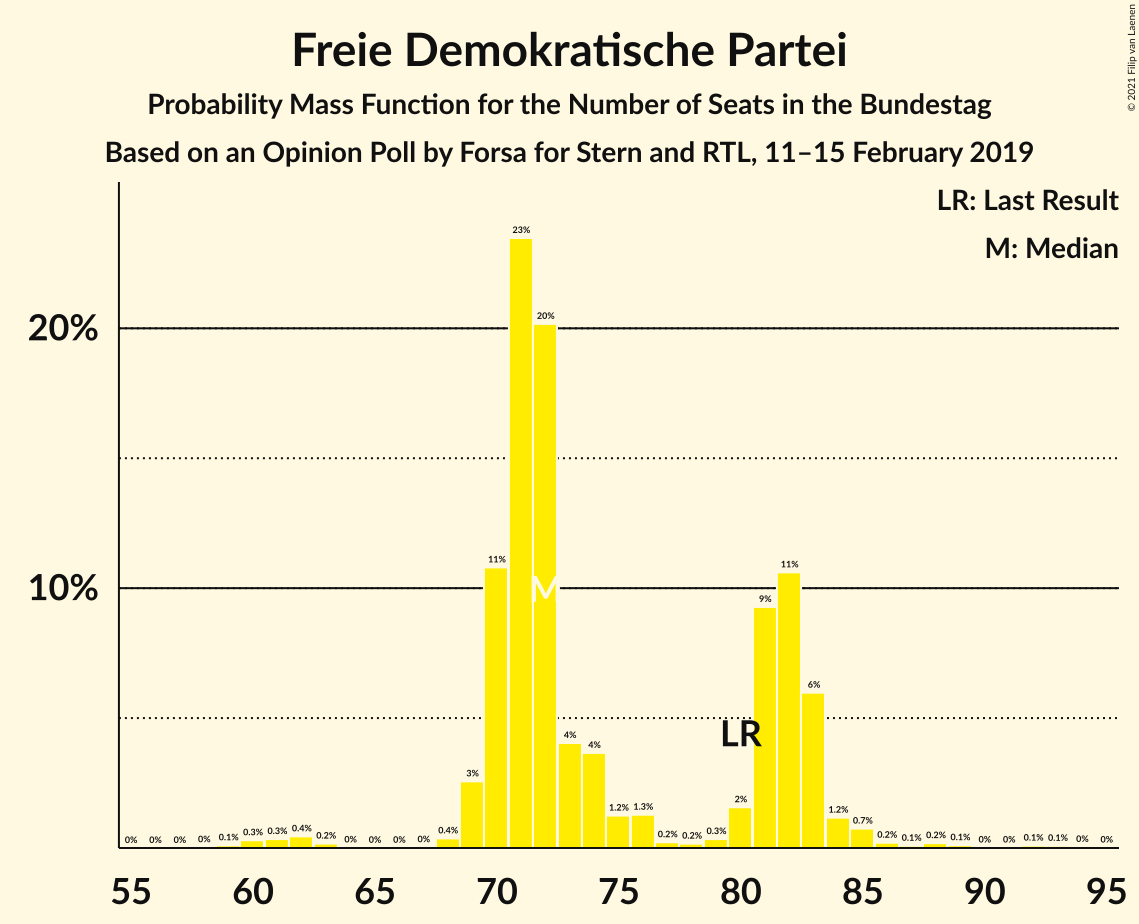 Freie Demokratische Partei
Probability Mass Function for the Number of Seats in the Bundestag
Based on an Opinion Poll by Forsa for Stern and RTL, 11–15 February 2019
© 2021 Filip van Laenen
LR: Last Result
M: Median
20%
10%
0% 0% 0% 0% 0.1% 0.3% 0.3% 0.4% 0.2% 0% 0% 0% 0% 0.4% 3% 11% 23% 20% 4% 4% 1.2% 1.3% 0.2% 0.2% 0.3% 2% 9% 11% 6% 1.2% 0.7% 0.2% 0.1% 0.2% 0.1% 0% 0% 0.1% 0.1% 0% 0%
M
LR
55 60 65 70 75 80 85 90 95